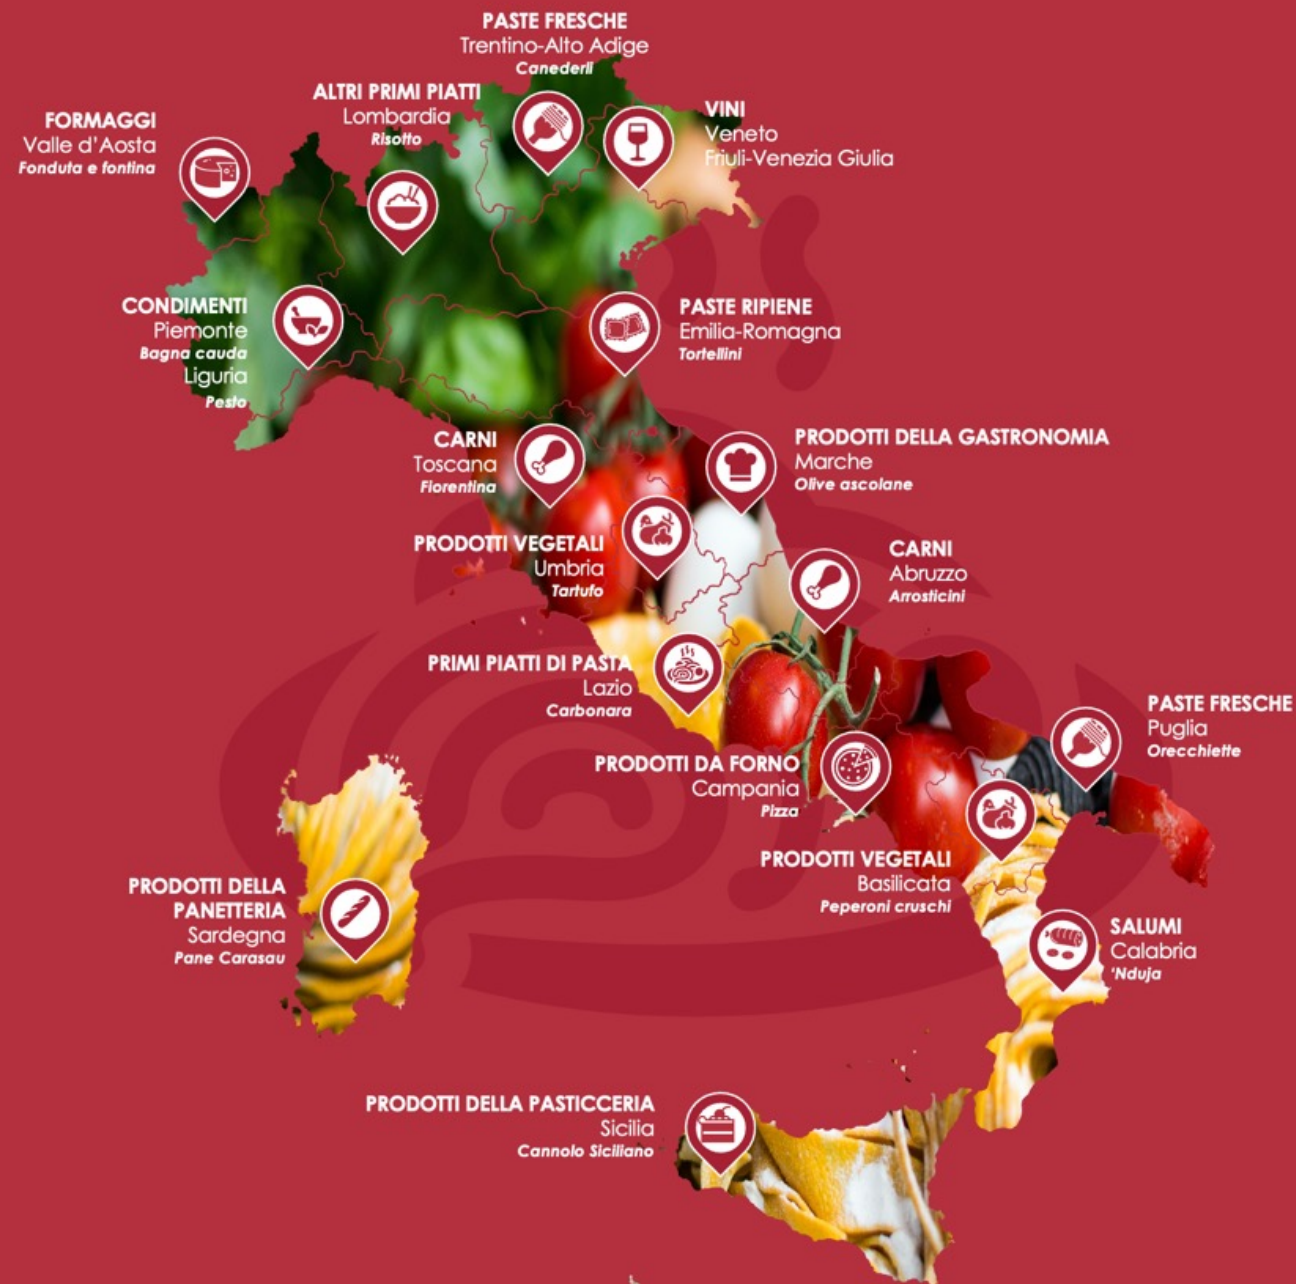 PASTE FRESCHE
Trentino-Alto Adige
Canederli
ALTRI PRIMI PIATTI
Lombardia
Risotto
VINI
Veneto
Friuli-Venezia Giulia
FORMAGGI
Valle d'Aosta
Fonduta e fontina
CONDIMENTI
Piemonte
Bagna cauda
Liguria
Pesto
PASTE RIPIENE
Emilia-Romagna
Tortellini
CARNI
Toscana
Fiorentina
PRODOTTI DELLA GASTRONOMIA
Marche
Olive ascolane
PRODOTTI VEGETALI
Umbria
Tartufo
CARNI
Abruzzo
Arrosticini
PRIMI PIATTI DI PASTA
Lazio
Carbonara
PASTE FRESCHE
Puglia
Orecchiette
PRODOTTI DA FORNO
Campania
Pizza
PRODOTTI VEGETALI
Basilicata
Peperoni cruschi
PRODOTTI DELLA
PANETTERIA
Sardegna
Pane Carasau
SALUMI
Calabria
'Nduja
PRODOTTI DELLA PASTICCERIA
Sicilia
Cannolo Siciliano